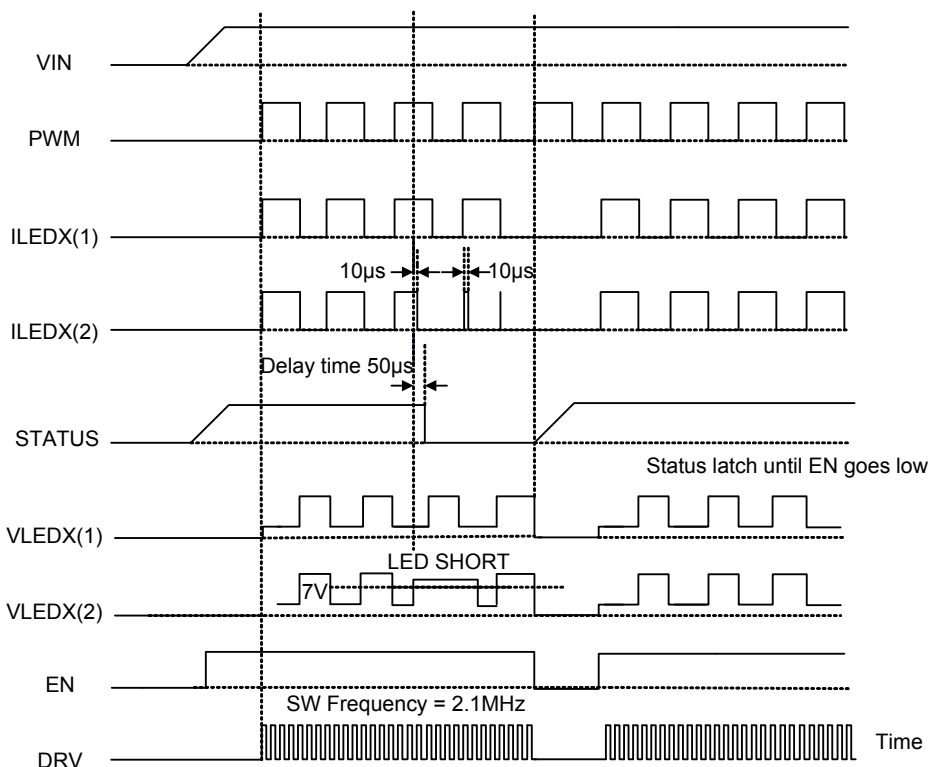 VIN
PWM
ILEDX(1)
10µs
10µs
ILEDX(2)
Delay time 50µs
STATUS
Status latch until EN goes low
VLEDX(1)
LED SHORT
7V
VLEDX(2)
EN
SW Frequency = 2.1MHz
Time
DRV